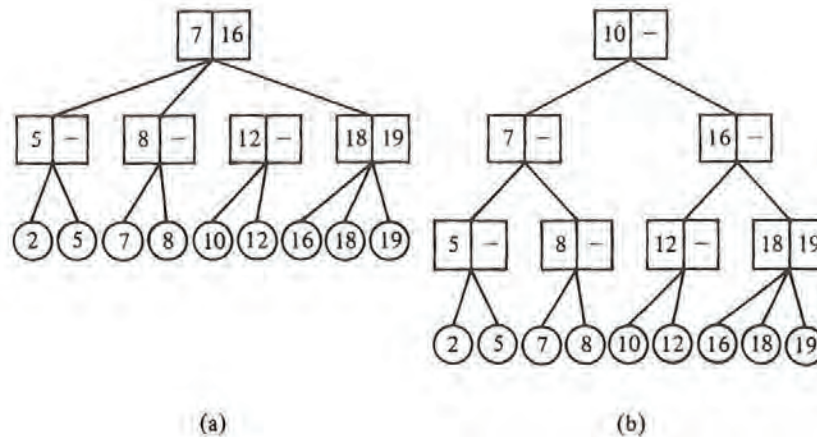 7 16
5 – 8 – 12 – 18 19
2 5 7 8 10 12 16 18 19
(a)
10 –
7 – 16 –
5 – 8 – 12 – 18 19
2 5 7 8 10 12 16 18 19
(b)